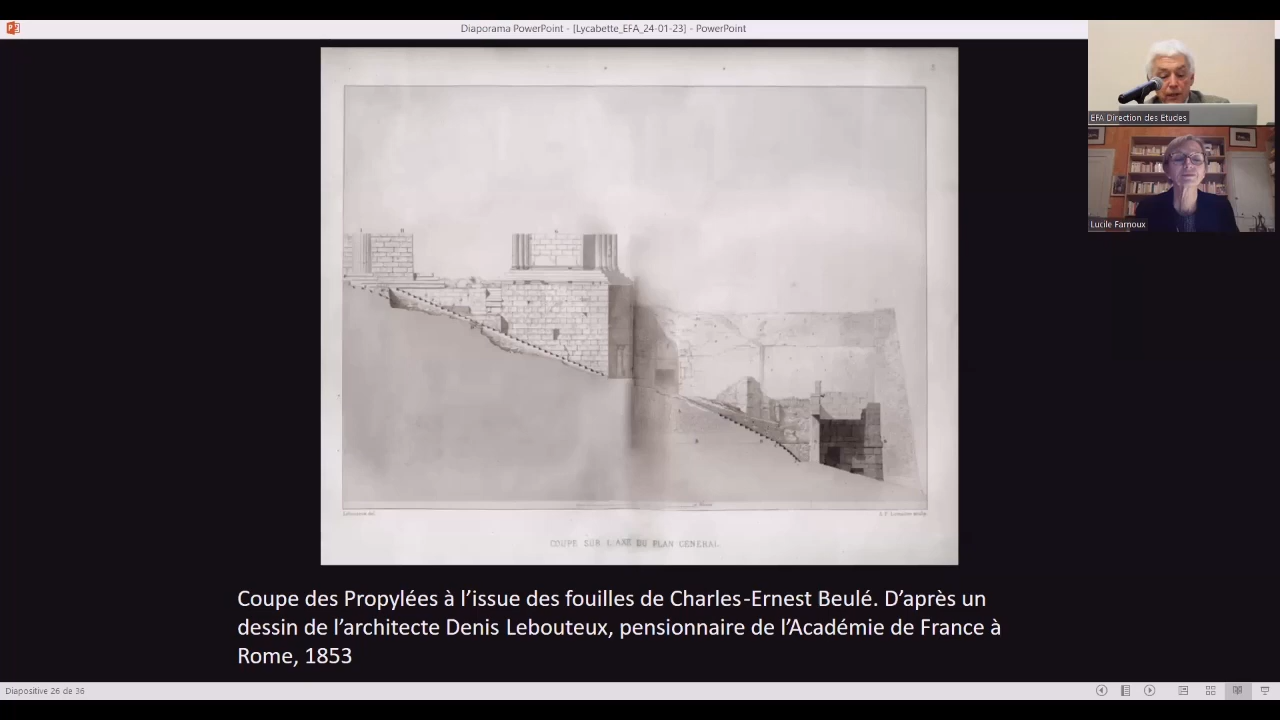 Diaporama PowerPoint - [Lycabette_EFA_24-01-23] - PowerPoint
EFA Direction des Etudes
Lucile Farnoux
COUPE SUR L'AXE DU PLAN GENERAL
Coupe des Propylées à l’issue des fouilles de Charles-Ernest Beulé. D’après un
dessin de l’architecte Denis Lebouteux, pensionnaire de l’Académie de France à
Rome, 1853
Diapositive 26 de 36